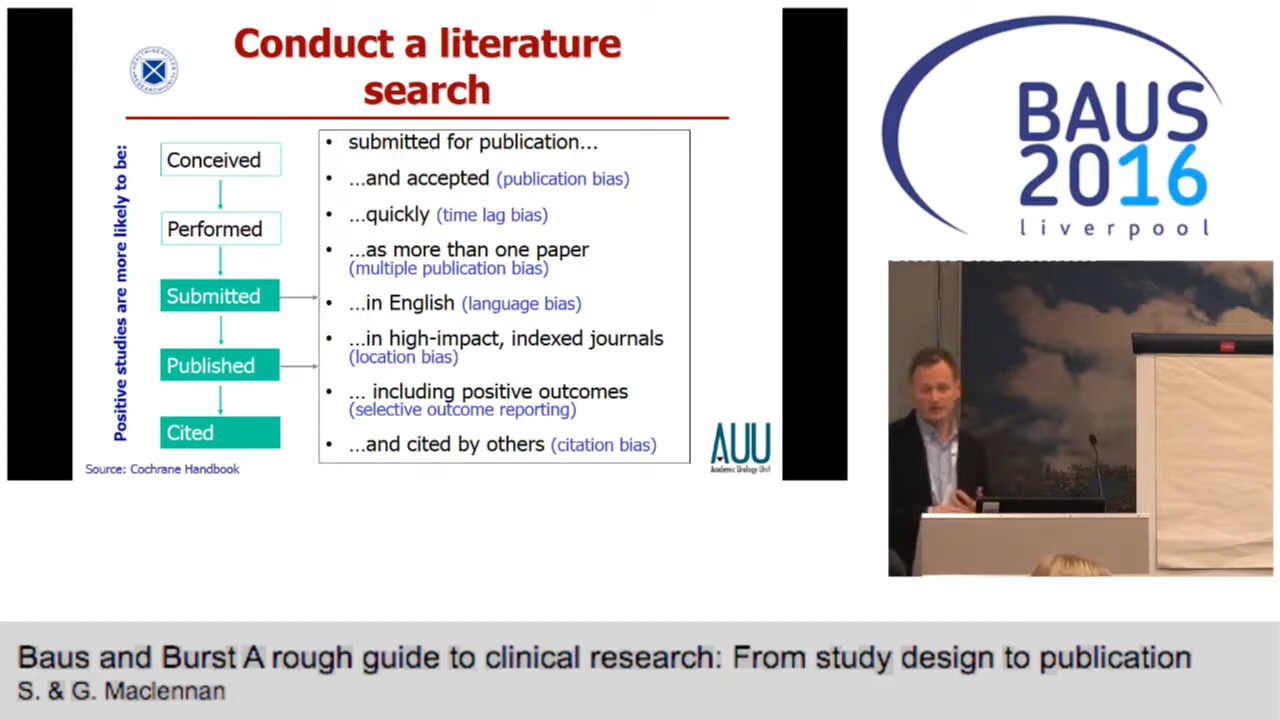 Conduct a literature
search
Positive studies are more likely to be:
Conceived
Performed
Submitted
Published
Cited
• submitted for publication...
• ...and accepted (publication bias)
• ...quickly (time lag bias)
• ...as more than one paper
(multiple publication bias)
• ...in English (language bias)
• ...in high-impact, indexed journals
(location bias)
• ... including positive outcomes
(selective outcome reporting)
• ...and cited by others (citation bias)
Source: Cochrane Handbook
AUU
Academic Urology Unit
BAUS
2016
liverpool
Baus and Burst A rough guide to clinical research: From study design to publication
S. & G. Maclennan